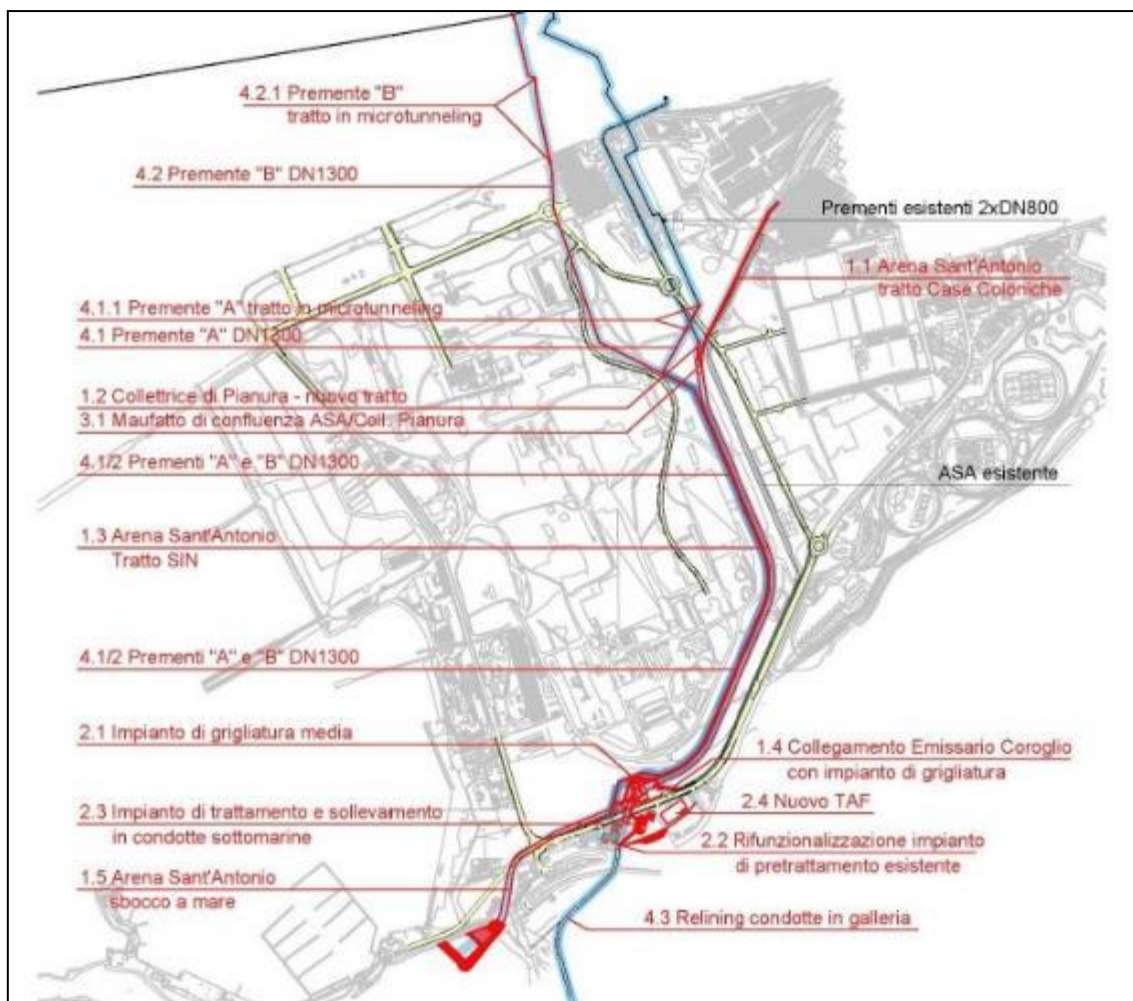 4.2.1 Premente "B"
tratto in microtunneling
4.2 Premente "B" DN1300
Prementi esistenti 2xDN800
1.1 Arena Sant'Antonio
tratto Case Coloniche
4.1.1 Premente "A" tratto in microtunneling
4.1 Premente "A" DN1300
1.2 Collettrice di Pianura - nuovo tratto
3.1 Maufatto di confluenza ASA/Coll. Pianura
4.1/2 Prementi "A" e "B" DN1300
ASA esistente
1.3 Arena Sant'Antonio
Tratto SIN
4.1/2 Prementi "A" e "B" DN1300
2.1 Impianto di grigliatura media
1.4 Collegamento Emissario Coroglio
con impianto di grigliatura
2.3 Impianto di trattamento e sollevamento
in condotte sottomarine
2.4 Nuovo TAF
2.2 Rifunzionalizzazione impianto
di pretrattamento esistente
1.5 Arena Sant'Antonio
sbocco a mare
4.3 Relining condotte in galleria